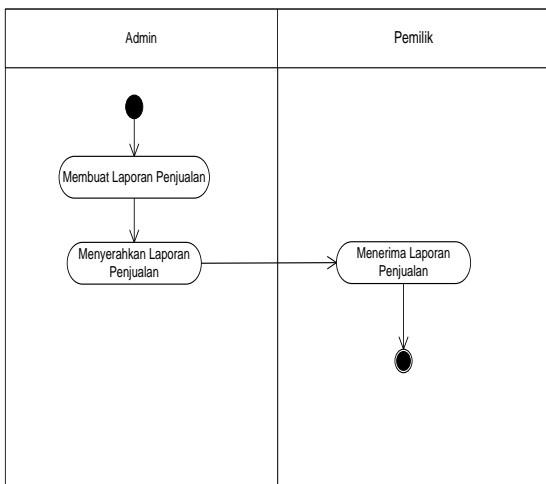 Admin
Pemilik
Membuat Laporan Penjualan
Menyerahkan Laporan
Penjualan
Menerima Laporan
Penjualan